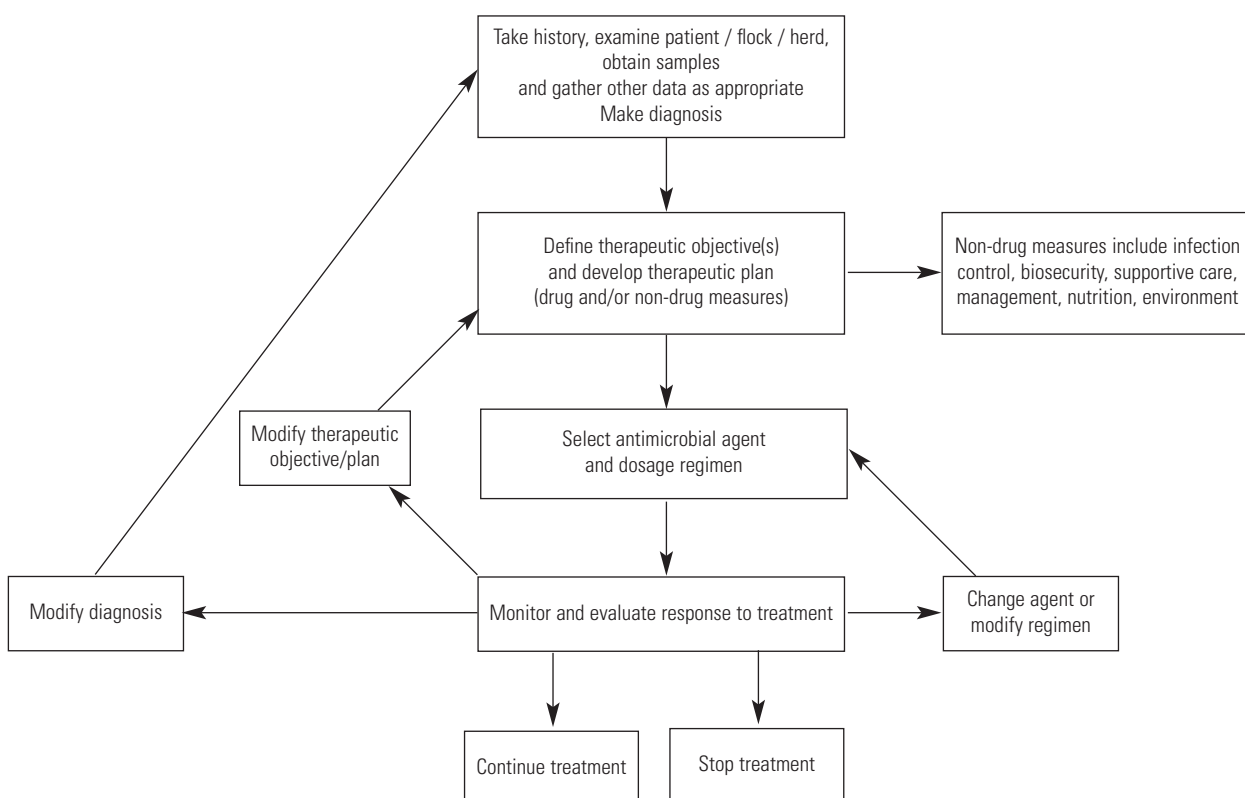 Take history, examine patient / flock / herd,
obtain samples
and gather other data as appropriate
Make diagnosis
Define therapeutic objective(s)
and develop therapeutic plan
(drug and/or non-drug measures)
Non-drug measures include infection
control, biosecurity, supportive care,
management, nutrition, environment
Modify therapeutic
objective/plan
Select antimicrobial agent
and dosage regimen
Modify diagnosis
Monitor and evaluate response to treatment
Change agent or
modify regimen
Continue treatment
Stop treatment